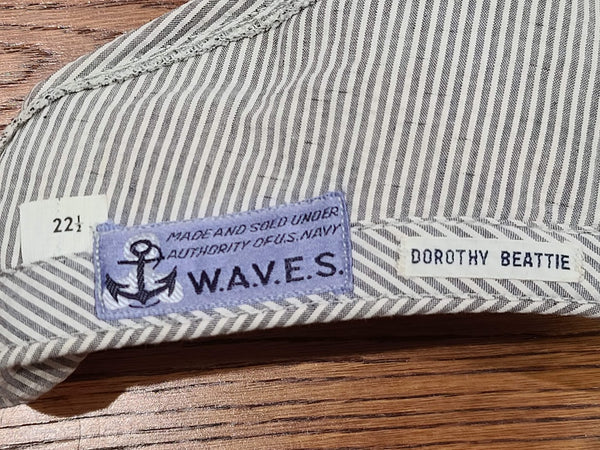 22½
MADE AND SOLD UNDER
AUTHORITY OF U.S. NAVY
W.A.V.E.S.
DOROTHY BEATTIE